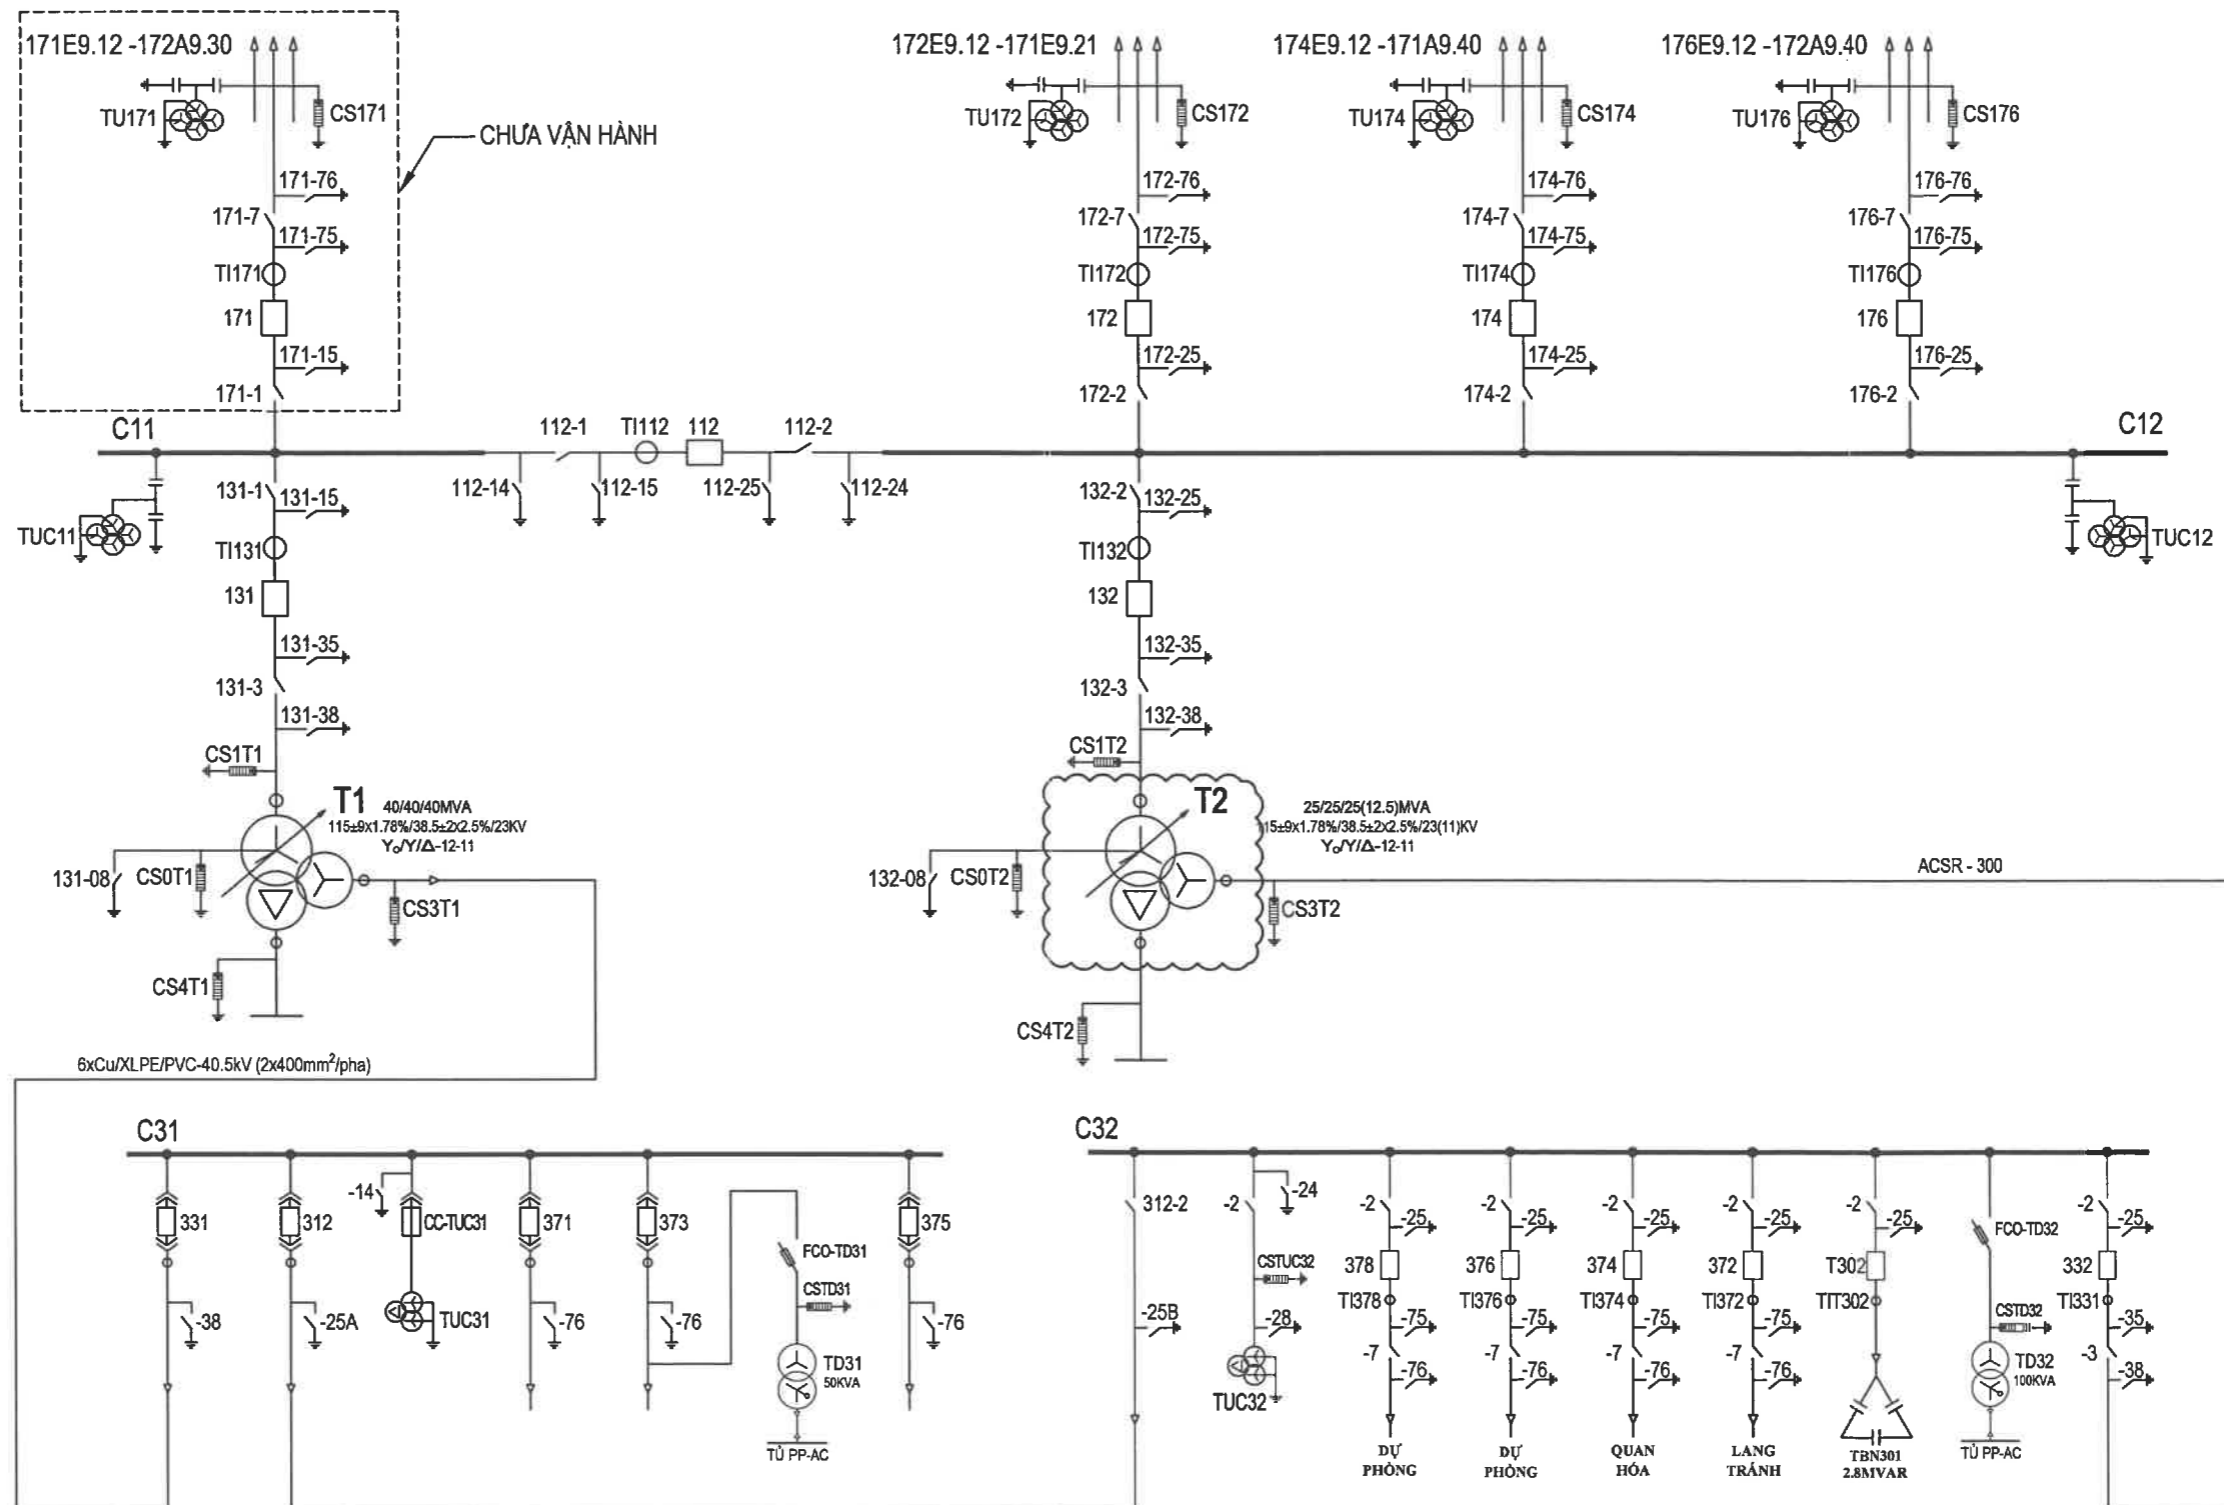 171E9.12 -172A9.30
172E9.12 -171E9.21
174E9.12 -171A9.40
176E9.12 -172A9.40
TU171
CS171
CHƯA VẬN HÀNH
TU172
CS172
TU174
CS174
TU176
CS176
171-76
172-76
174-76
176-76
171-7
172-7
174-7
176-7
171-75
172-75
174-75
176-75
TI171
TI172
TI174
TI176
171
172
174
176
171-15
172-25
174-25
176-25
171-1
172-2
174-2
176-2
C11
112-1
TI112
112
112-2
C12
131-1
131-15
112-14
112-15
112-25
112-24
132-2
132-25
TUC11
TUC12
TI131
TI132
131
132
131-35
132-35
131-3
132-3
131-38
132-38
CS1T1
CS1T2
T1
40/40/40MVA
115±9x1.78%/38.5±2x2.5%/23KV
Y₀/Y/Δ-12-11
T2
25/25/25(12.5)MVA
15±9x1.78%/38.5±2x2.5%/23(11)KV
Y₀/Y/Δ-12-11
131-08
CS0T1
CS3T1
132-08
CS0T2
CS3T2
ACSR - 300
CS4T1
CS4T2
6xCu/XLPE/PVC-40.5kV (2x400mm²/pha)
C31
C32
331
312
-14
CC-TUC31
371
373
375
FCO-TD31
CSTD31
-38
-25A
TUC31
-76
-76
-76
TD31
50KVA
TỦ PP-AC
312-2
-2
-24
-2
-25
-2
-25
-2
-25
-2
-25
-2
-25
FCO-TD32
-2
-25
CSTUC32
378
376
374
372
T302
332
TI378
TI376
TI374
TI372
TIT302
TI331
CSTD32
-25B
-28
-75
-75
-75
-75
-35
-7
-7
-7
-7
-3
-76
-76
-76
-76
-38
TUC32
TD32
100KVA
DỰ
PHÒNG
DỰ
PHÒNG
QUAN
HÓA
LANG
TRÁNH
TBN301
2.8MVAR
TỦ PP-AC